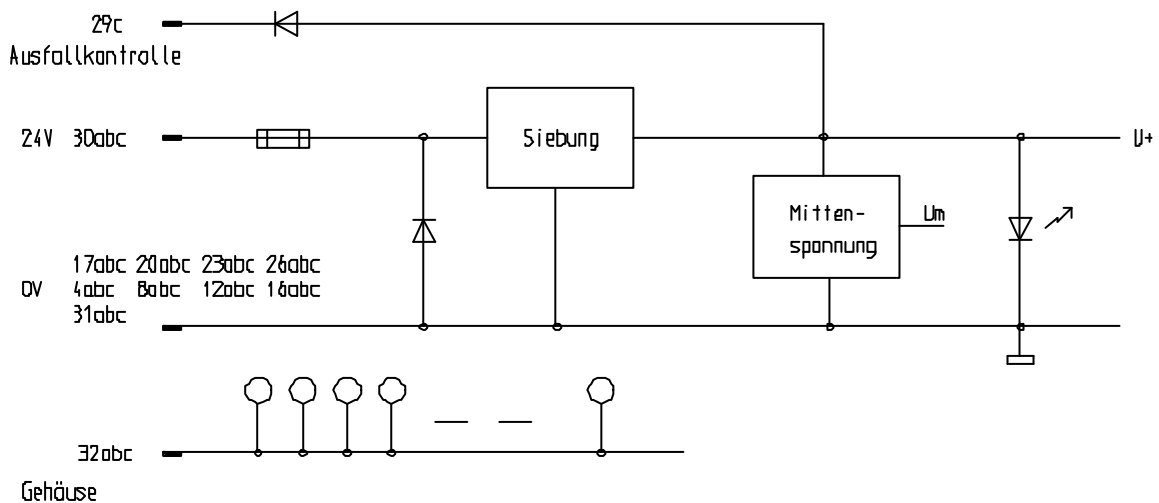 29c
Ausfallkontrolle
24V 30abc
Siebung
U+
Mitten-
spannung
Um
17abc 20abc 23abc 26abc
0V 4abc 8abc 12abc 16abc
31abc
32abc
Gehäuse